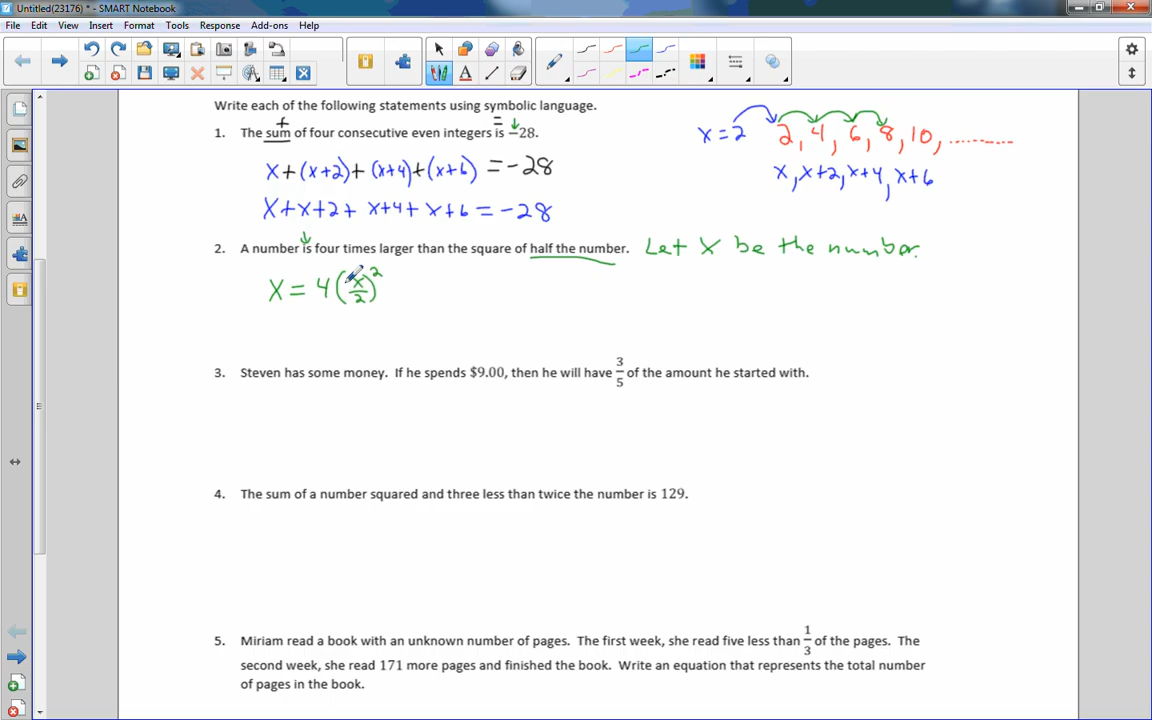 Untitled(23176) * - SMART Notebook
File Edit View Insert Format Tools Response Add-ons Help
Write each of the following statements using symbolic language.
+ =
1. The sum of four consecutive even integers is −28.
x = 2 2, 4, 6, 8, 10, ..........
x + (x+2) + (x+4) + (x+6) = -28
x, x+2, x+4, x+6
x + x + 2 + x+4 + x+6 = -28
2. A number is four times larger than the square of half the number. Let x be the number.
x = 4(x/2)²
3. Steven has some money. If he spends $9.00, then he will have 3/5 of the amount he started with.
4. The sum of a number squared and three less than twice the number is 129.
5. Miriam read a book with an unknown number of pages. The first week, she read five less than 1/3 of the pages. The
second week, she read 171 more pages and finished the book. Write an equation that represents the total number
of pages in the book.